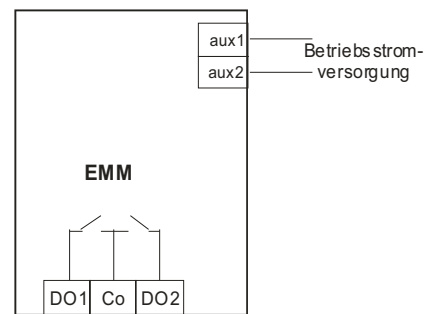 aux1
aux2
Betriebsstrom-
versorgung
EMM
DO1 Co DO2